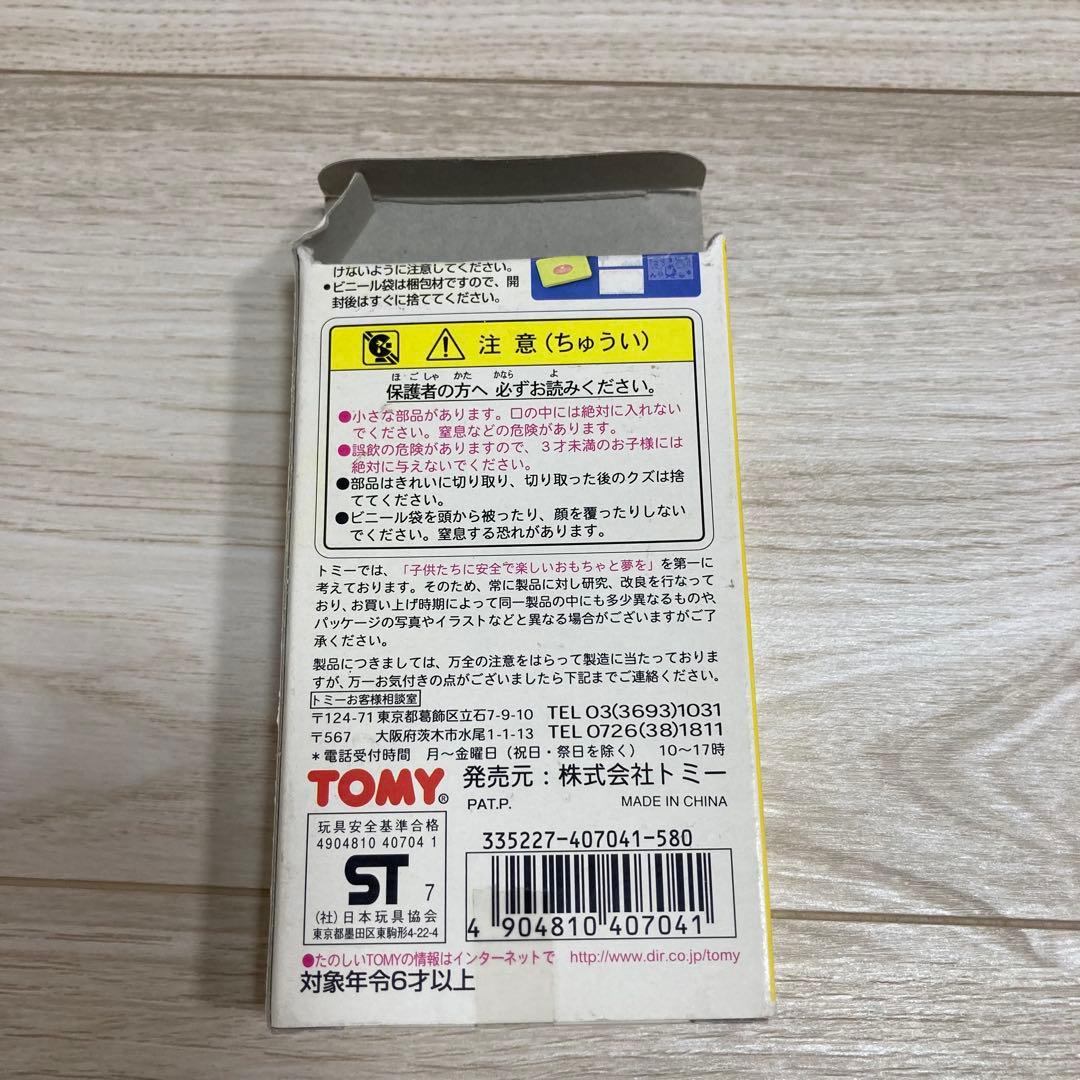 けないように注意してください。
●ビニール袋は梱包材ですので、開
封後はすぐに捨ててください。
注意(ちゅうい)
ほごしゃ かた かなら よ
保護者の方へ 必ずお読みください。
●小さな部品があります。口の中には絶対に入れない
でください。窒息などの危険があります。
●誤飲の危険がありますので、3才未満のお子様には
絶対に与えないでください。
●部品はきれいに切り取り、切り取った後のクズは捨
ててください。
●ビニール袋を頭から被ったり、顔を覆ったりしない
でください。窒息する恐れがあります。
トミーでは、「子供たちに安全で楽しいおもちゃと夢を」を第一に
考えております。そのため、常に製品に対し研究、改良を行なって
おり、お買い上げ時期によって同一製品の中にも多少異なるものや
パッケージの写真やイラストなどと異なる場合がございますがご了
承ください。
製品につきましては、万全の注意をはらって製造に当たっておりま
すが、万一お気付きの点がございましたら下記までご連絡ください。
トミーお客様相談室
〒124-71 東京都葛飾区立石7-9-10 TEL 03(3693)1031
〒567 大阪府茨木市水尾1-1-13 TEL 0726(38)1811
*電話受付時間 月〜金曜日(祝日・祭日を除く) 10〜17時
TOMY® 発売元:株式会社トミー
PAT.P. MADE IN CHINA
玩具安全基準合格
4904810 40704 1
ST 7
(社)日本玩具協会
東京都墨田区東駒形4-22-4
335227-407041-580
4 904810 407041
●たのしいTOMYの情報はインターネットで http://www.dir.co.jp/tomy
対象年令6才以上